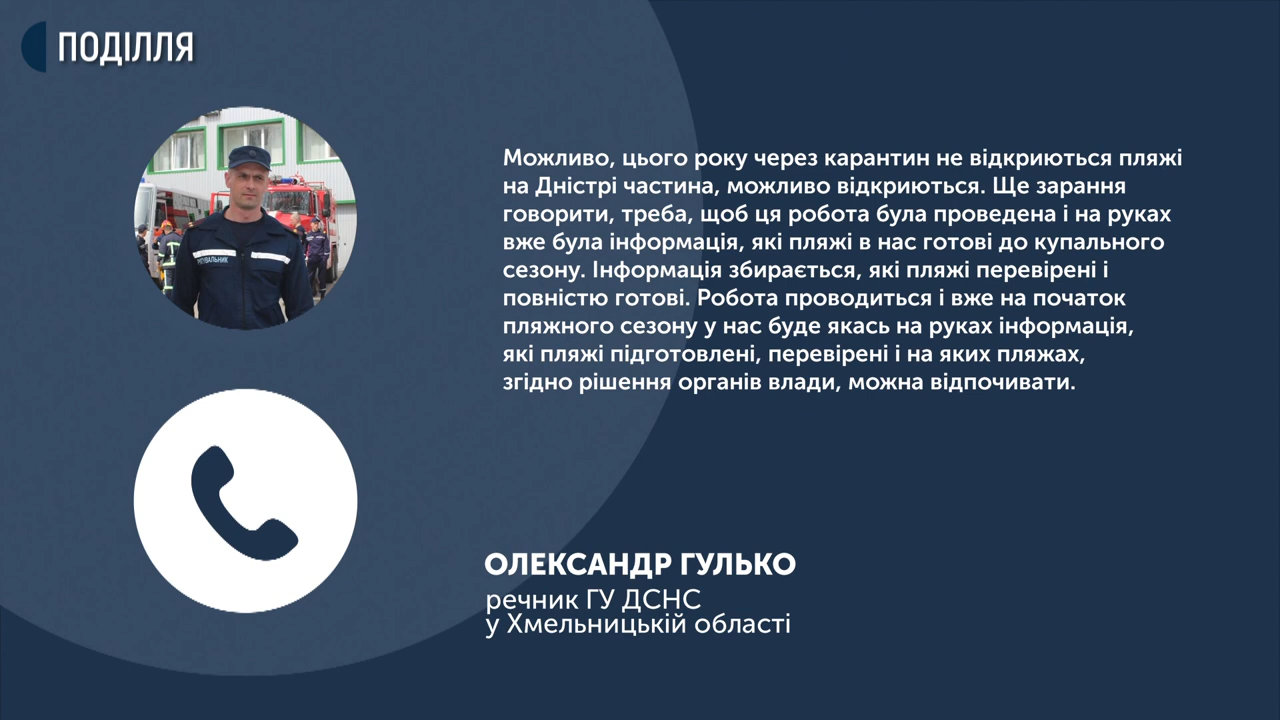 ПОДІЛЛЯ
РЯТУВАЛЬНИК
Можливо, цього року через карантин не відкриються пляжі
на Дністрі частина, можливо відкриються. Ще зарання
говорити, треба, щоб ця робота була проведена і на руках
вже була інформація, які пляжі в нас готові до купального
сезону. Інформація збирається, які пляжі перевірені і
повністю готові. Робота проводиться і вже на початок
пляжного сезону у нас буде якась на руках інформація,
які пляжі підготовлені, перевірені і на яких пляжах,
згідно рішення органів влади, можна відпочивати.
ОЛЕКСАНДР ГУЛЬКО
речник ГУ ДСНС
у Хмельницькій області